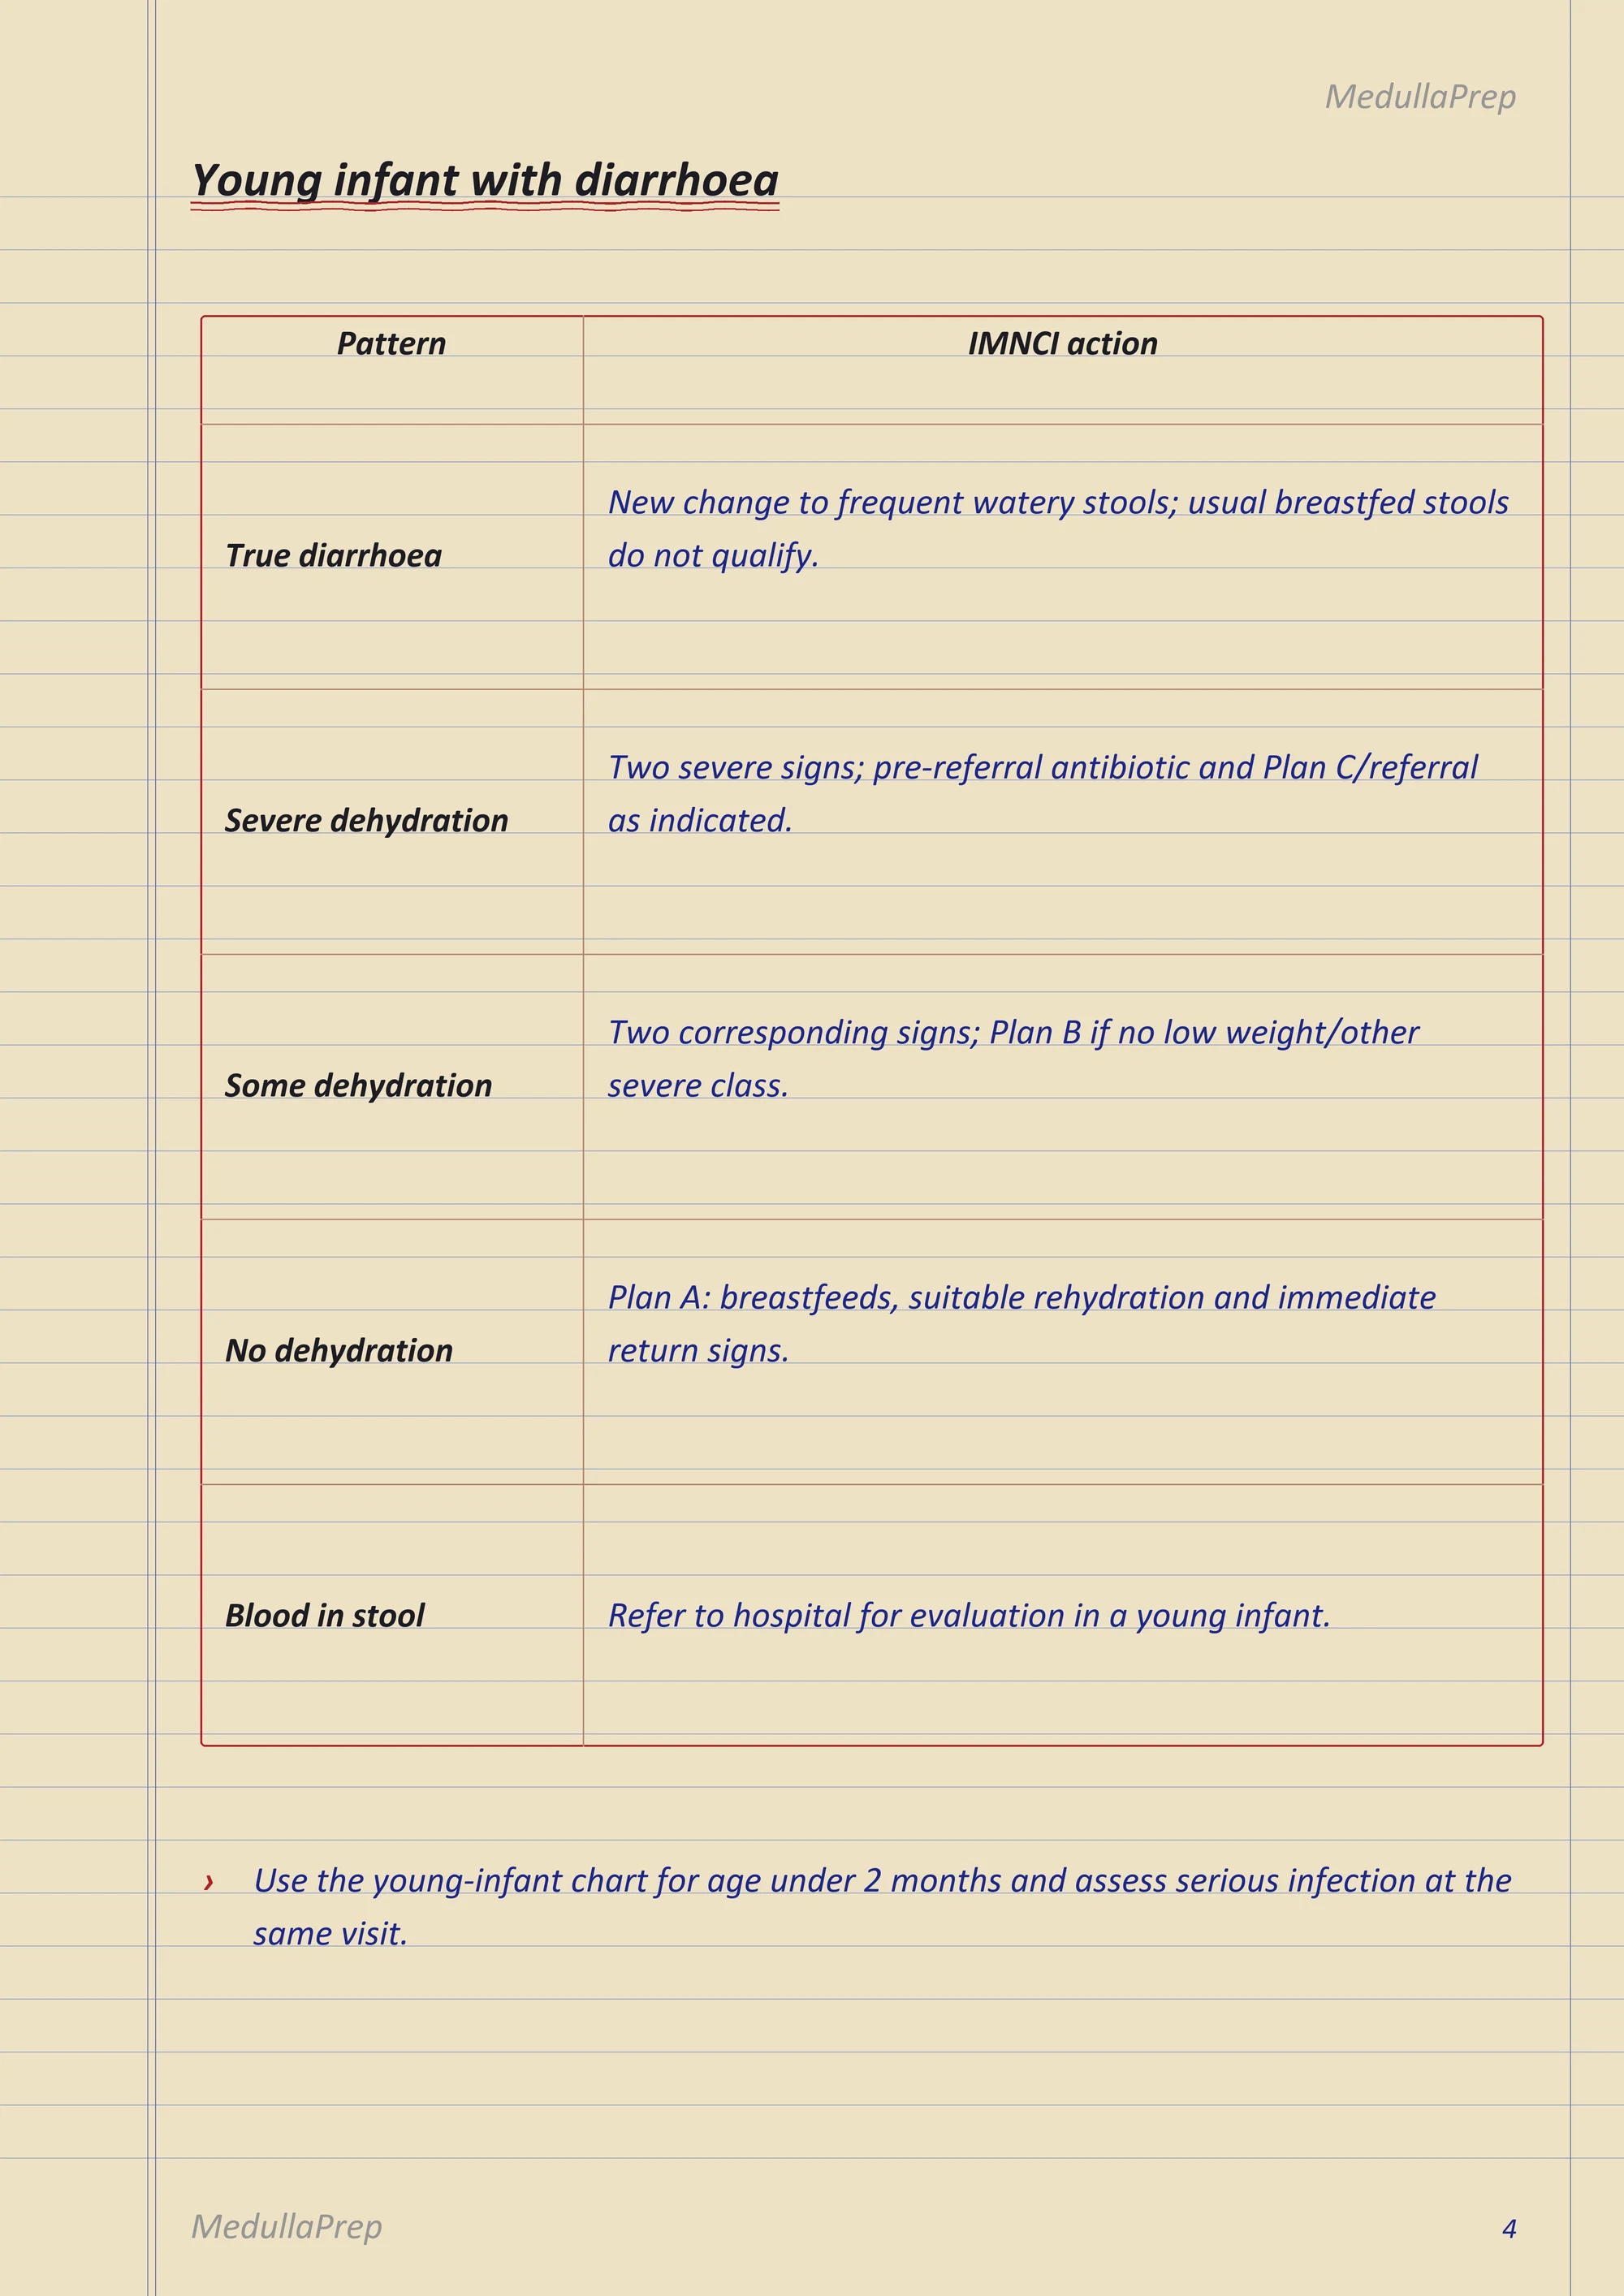 MedullaPrep
Young infant with diarrhoea
Pattern
IMNCI action
True diarrhoea
New change to frequent watery stools; usual breastfed stools
do not qualify.
Severe dehydration
Two severe signs; pre-referral antibiotic and Plan C/referral
as indicated.
Some dehydration
Two corresponding signs; Plan B if no low weight/other
severe class.
No dehydration
Plan A: breastfeeds, suitable rehydration and immediate
return signs.
Blood in stool
Refer to hospital for evaluation in a young infant.
› Use the young-infant chart for age under 2 months and assess serious infection at the
same visit.
MedullaPrep
4